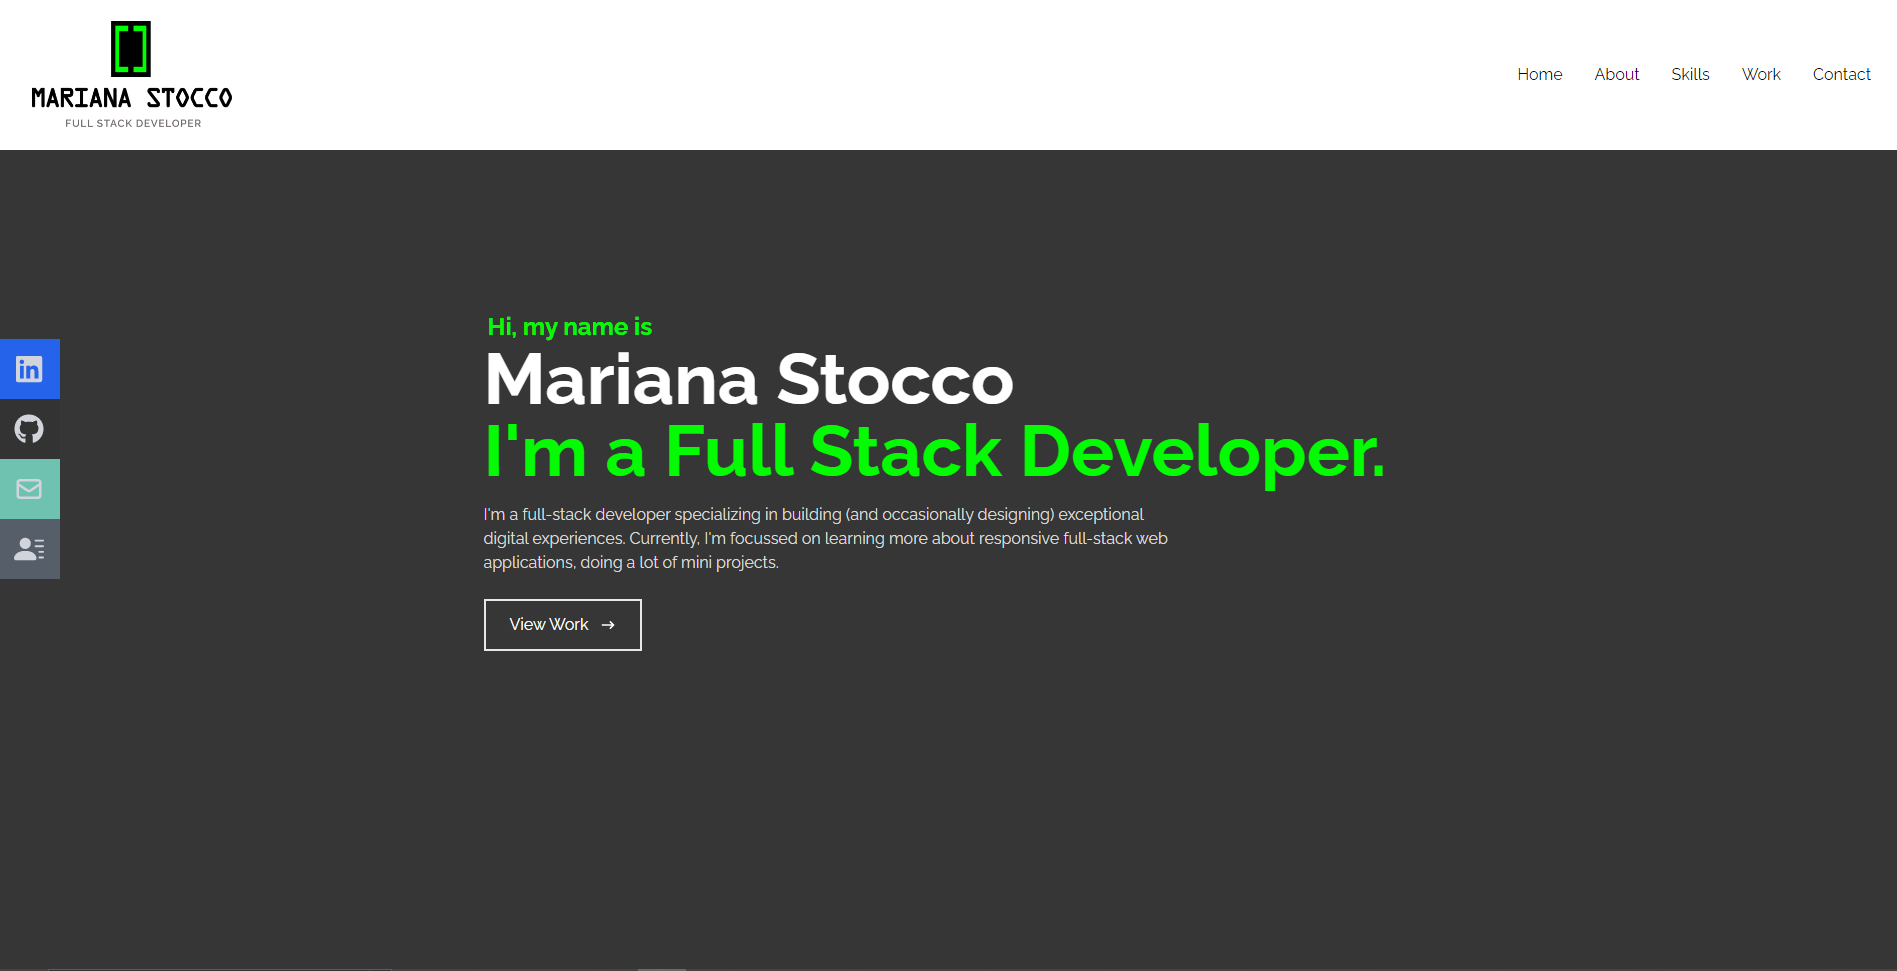 MARIANA STOCCO
FULL STACK DEVELOPER
Home About Skills Work Contact
Hi, my name is
Mariana Stocco
I'm a Full Stack Developer.
I'm a full-stack developer specializing in building (and occasionally designing) exceptional
digital experiences. Currently, I'm focussed on learning more about responsive full-stack web
applications, doing a lot of mini projects.
View Work →
in